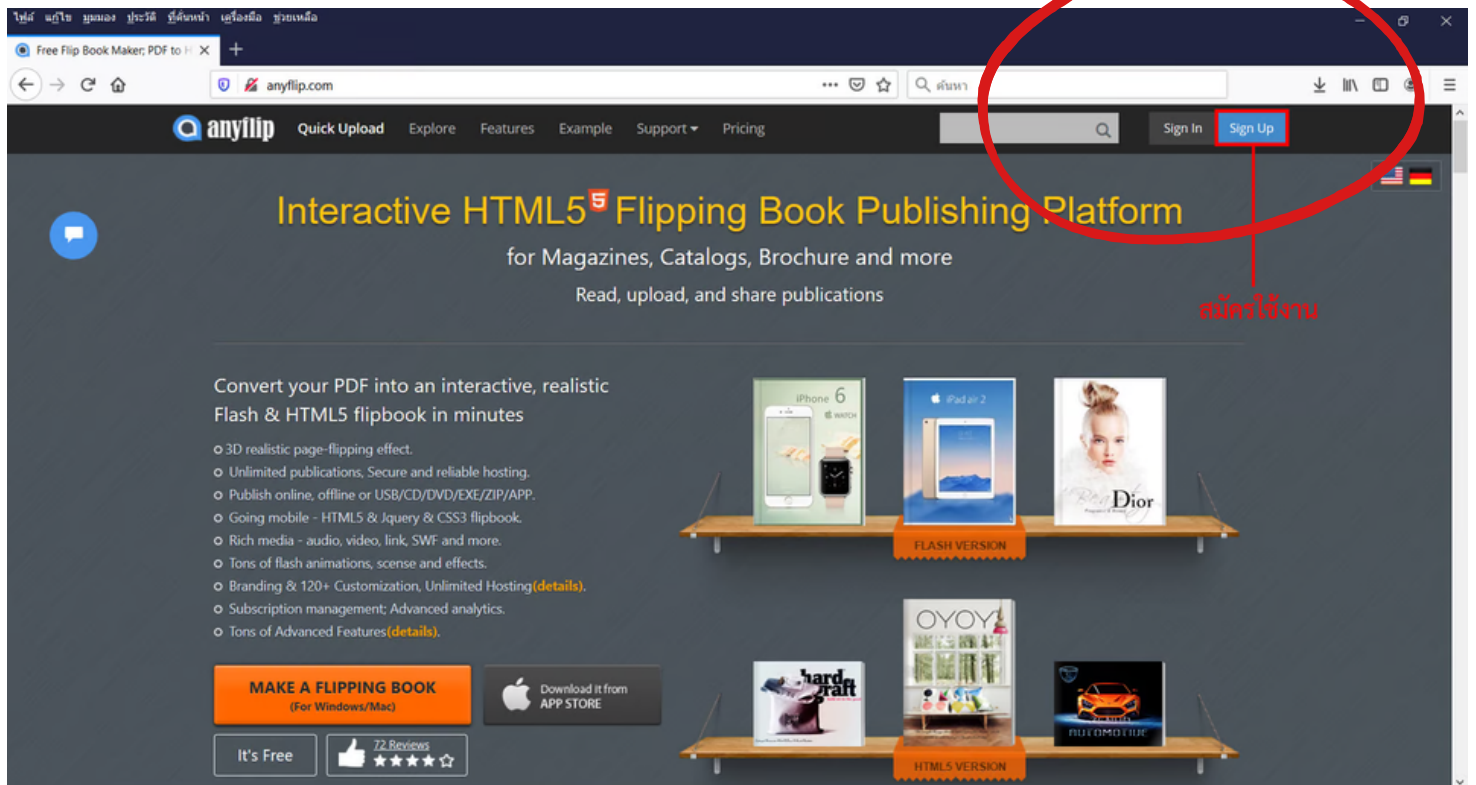 ไฟล์ แก้ไข มุมมอง ประวัติ ที่คั่นหน้า เครื่องมือ ช่วยเหลือ
Free Flip Book Maker; PDF to H
anyflip.com
ค้นหา
anyflip Quick Upload Explore Features Example Support Pricing Sign In Sign Up
Interactive HTML5 5 Flipping Book Publishing Platform
for Magazines, Catalogs, Brochure and more
Read, upload, and share publications
สมัครใช้งาน
Convert your PDF into an interactive, realistic
Flash & HTML5 flipbook in minutes
3D realistic page-flipping effect.
Unlimited publications, Secure and reliable hosting.
Publish online, offline or USB/CD/DVD/EXE/ZIP/APP.
Going mobile - HTML5 & Jquery & CSS3 flipbook.
Rich media - audio, video, link, SWF and more.
Tons of flash animations, scense and effects.
Branding & 120+ Customization, Unlimited Hosting(details).
Subscription management; Advanced analytics.
Tons of Advanced Features(details).
MAKE A FLIPPING BOOK
(For Windows/Mac)
Download it from
APP STORE
It's Free
72 Reviews
iPhone 6
WATCH
iPad air 2
Dior
FLASH VERSION
hard
graft
OYOY
AUTOMOTIVE
HTML5 VERSION